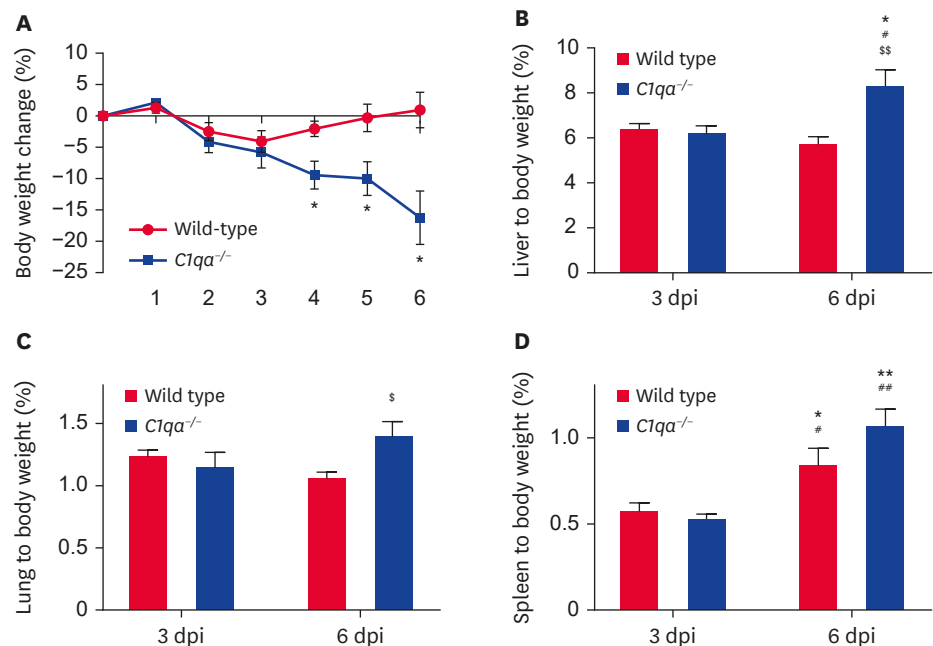 A
Body weight change (%)
10
5
0
−5
−10
−15
−20
−25
* * *
Wild-type
C1qa−/−
1 2 3 4 5 6
B
Liver to body weight (%)
10
8
6
4
2
0
Wild type
C1qa−/−
*
#
$$
3 dpi 6 dpi
C
Lung to body weight (%)
1.5
1.0
0.5
0
Wild type
C1qa−/−
$
3 dpi 6 dpi
D
Spleen to body weight (%)
1.0
0.5
0
Wild type
C1qa−/−
*
#
**
##
3 dpi 6 dpi